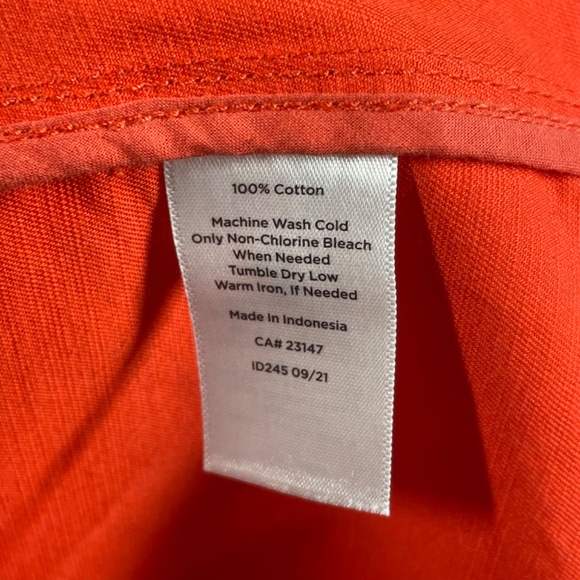 100% Cotton
Machine Wash Cold
Only Non-Chlorine Bleach
When Needed
Tumble Dry Low
Warm Iron, If Needed
Made In Indonesia
CA# 23147
ID245 09/21